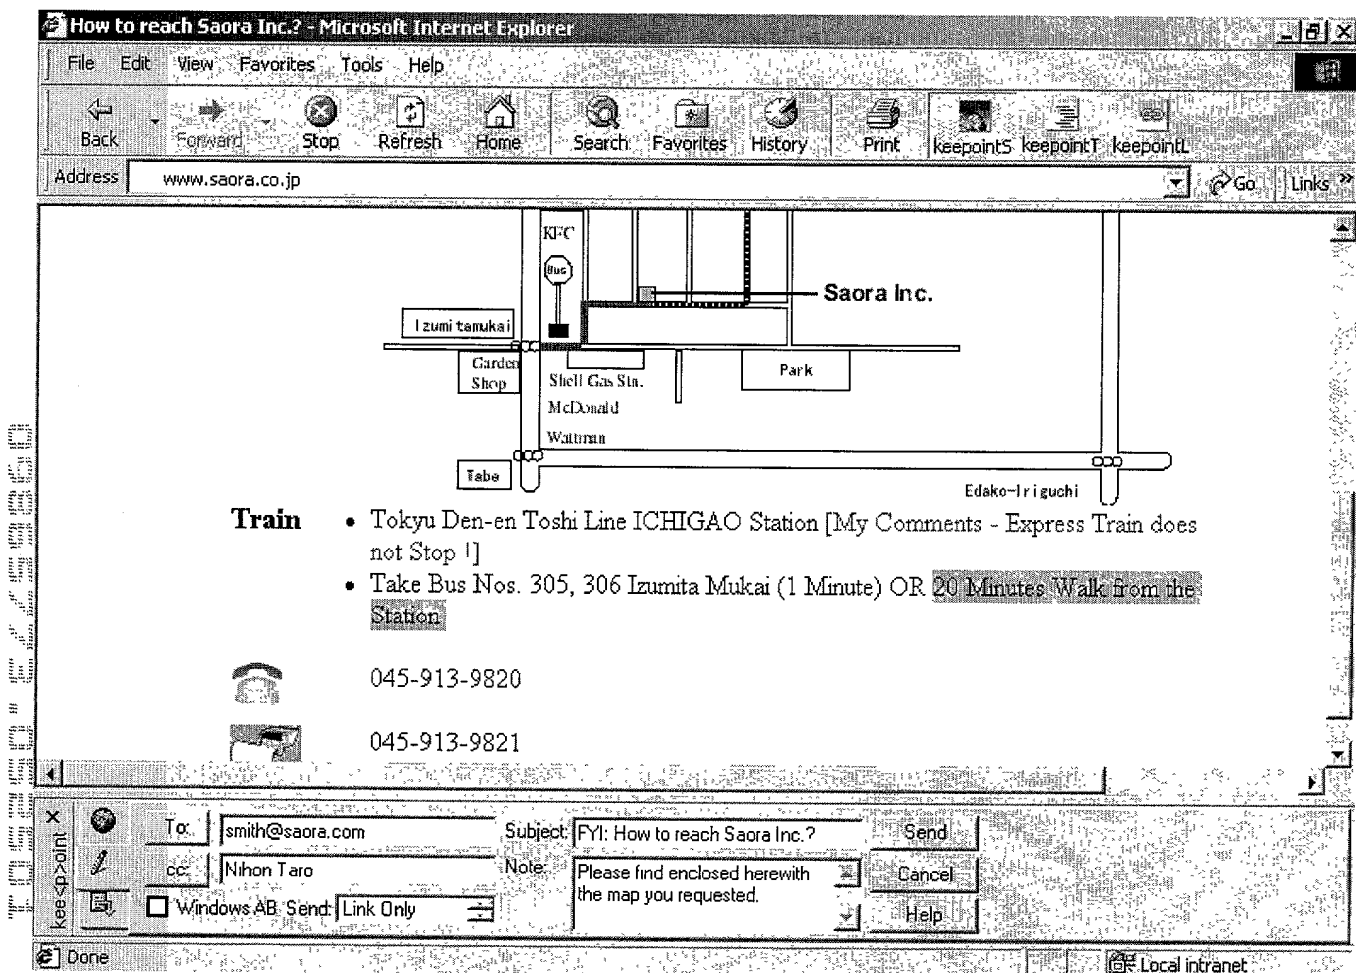 How to reach Saora Inc.? - Microsoft Internet Explorer
File Edit View Favorites Tools Help
Back Forward Stop Refresh Home Search Favorites History Print keepointS keepointT keepointL
Address www.saora.co.jp Go Links »
KFC
Bus
Saora Inc.
Izumi tamukai
Garden
Shop
Shell Gas Stn.
Park
McDonald
Wattman
Tabe
Edako-Iriguchi
Train
• Tokyu Den-en Toshi Line ICHIGAO Station [My Comments - Express Train does
not Stop !]
• Take Bus Nos. 305, 306 Izumita Mukai (1 Minute) OR 20 Minutes Walk from the
Station
045-913-9820
045-913-9821
kee<p>oint
To: smith@saora.com Subject: FYI: How to reach Saora Inc.? Send
cc: Nihon Taro Note: Please find enclosed herewith
the map you requested. Cancel
Windows AB Send: Link Only Help
Done Local intranet